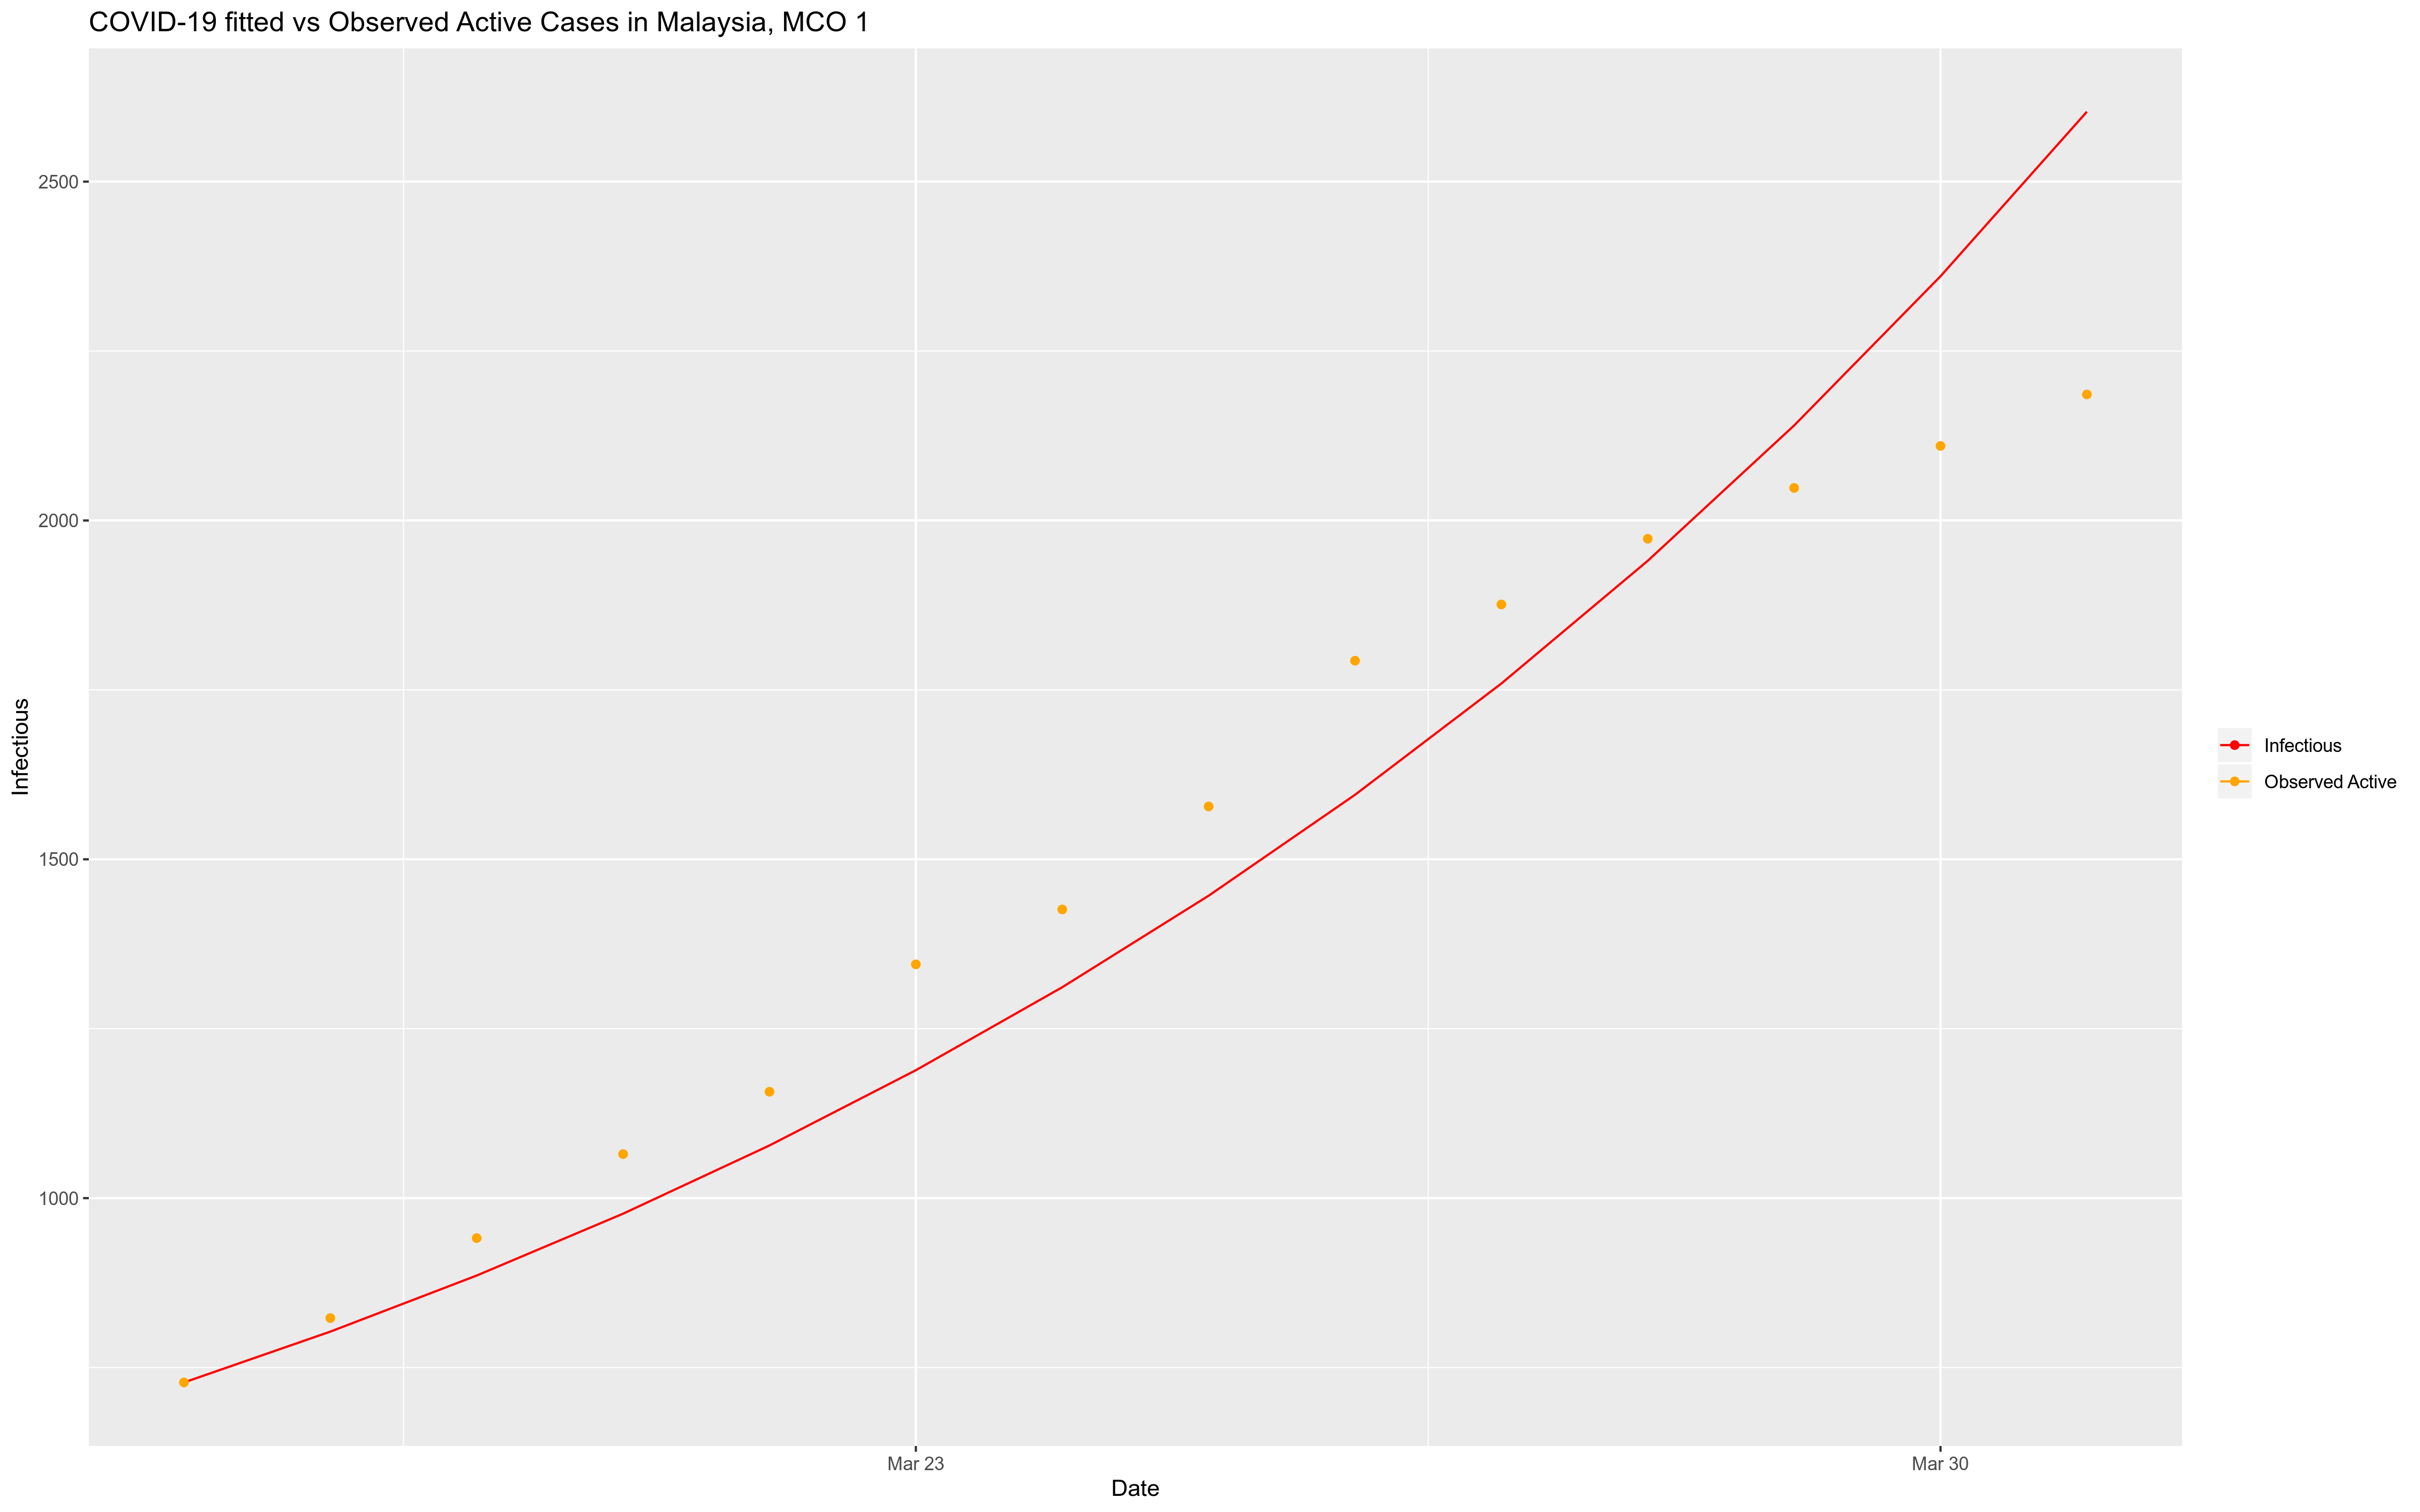 COVID-19 fitted vs Observed Active Cases in Malaysia, MCO 1
Infectious
2500
2000
1500
1000
Mar 23
Mar 30
Date
Infectious
Observed Active